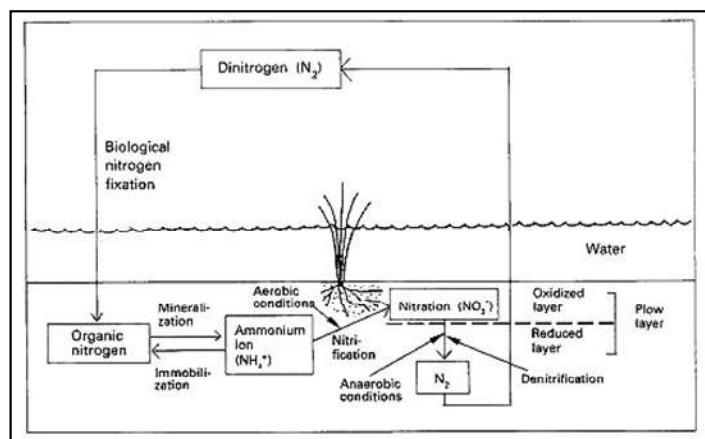 Dinitrogen (N2)
Biological
nitrogen
fixation
Water
Aerobic
conditions
Minerali-
zation
Organic
nitrogen
Immobili-
zation
Ammonium
Ion
(NH4+)
Nitri-
fication
Nitration (NO3-)
Oxidized
layer
Reduced
layer
Plow
layer
Anaerobic
conditions
N2
Denitrification